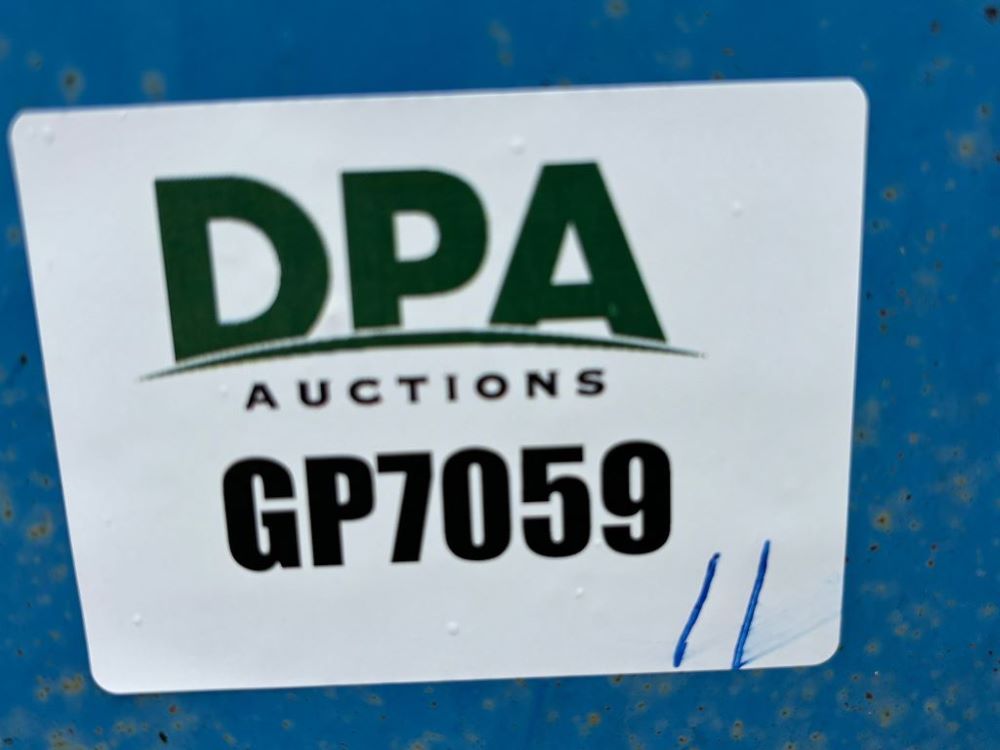 DPA
AUCTIONS
GP7059
11